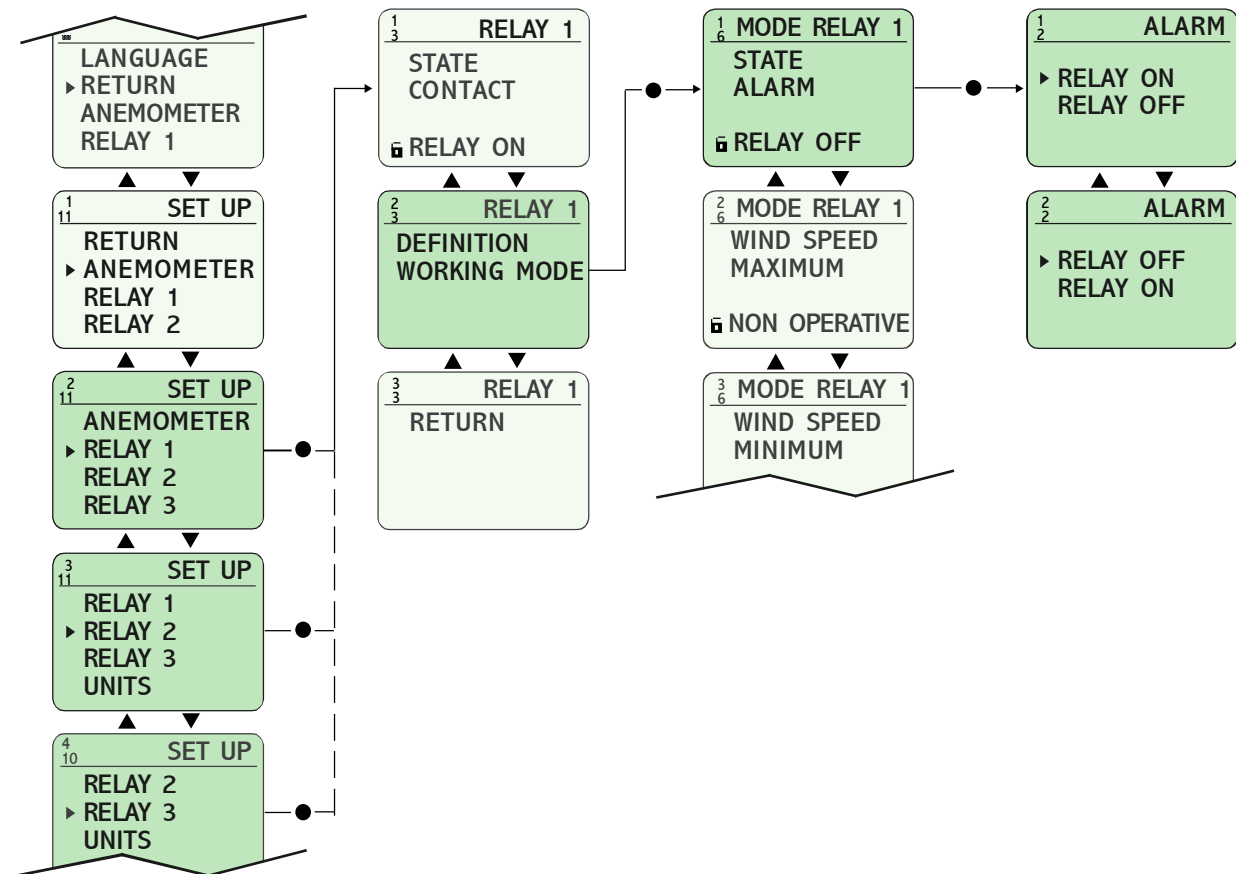 LANGUAGE
RETURN
ANEMOMETER
RELAY 1
1
11
SET UP
RETURN
ANEMOMETER
RELAY 1
RELAY 2
2
11
SET UP
ANEMOMETER
RELAY 1
RELAY 2
RELAY 3
3
11
SET UP
RELAY 1
RELAY 2
RELAY 3
UNITS
4
10
SET UP
RELAY 2
RELAY 3
UNITS
1
3
RELAY 1
STATE
CONTACT
RELAY ON
2
3
RELAY 1
DEFINITION
WORKING MODE
3
3
RELAY 1
RETURN
1
6
MODE RELAY 1
STATE
ALARM
RELAY OFF
2
6
MODE RELAY 1
WIND SPEED
MAXIMUM
NON OPERATIVE
3
6
MODE RELAY 1
WIND SPEED
MINIMUM
1
2
ALARM
RELAY ON
RELAY OFF
2
2
ALARM
RELAY OFF
RELAY ON